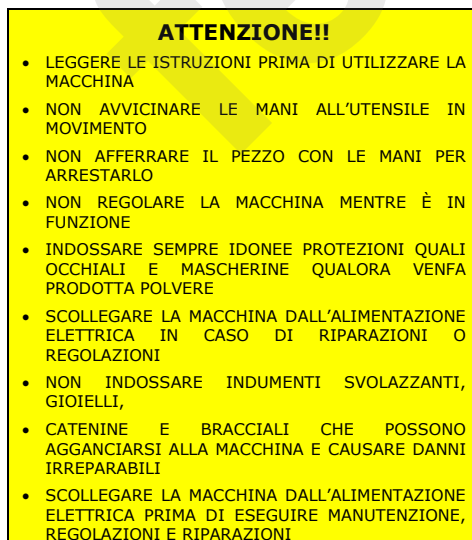 ATTENZIONE!!
• LEGGERE LE ISTRUZIONI PRIMA DI UTILIZZARE LA
MACCHINA
• NON AVVICINARE LE MANI ALL'UTENSILE IN
MOVIMENTO
• NON AFFERRARE IL PEZZO CON LE MANI PER
ARRESTARLO
• NON REGOLARE LA MACCHINA MENTRE È IN
FUNZIONE
• INDOSSARE SEMPRE IDONEE PROTEZIONI QUALI
OCCHIALI E MASCHERINE QUALORA VENFA
PRODOTTA POLVERE
• SCOLLEGARE LA MACCHINA DALL'ALIMENTAZIONE
ELETTRICA IN CASO DI RIPARAZIONI O
REGOLAZIONI
• NON INDOSSARE INDUMENTI SVOLAZZANTI,
GIOIELLI,
• CATENINE E BRACCIALI CHE POSSONO
AGGANCIARSI ALLA MACCHINA E CAUSARE DANNI
IRREPARABILI
• SCOLLEGARE LA MACCHINA DALL'ALIMENTAZIONE
ELETTRICA PRIMA DI ESEGUIRE MANUTENZIONE,
REGOLAZIONI E RIPARAZIONI